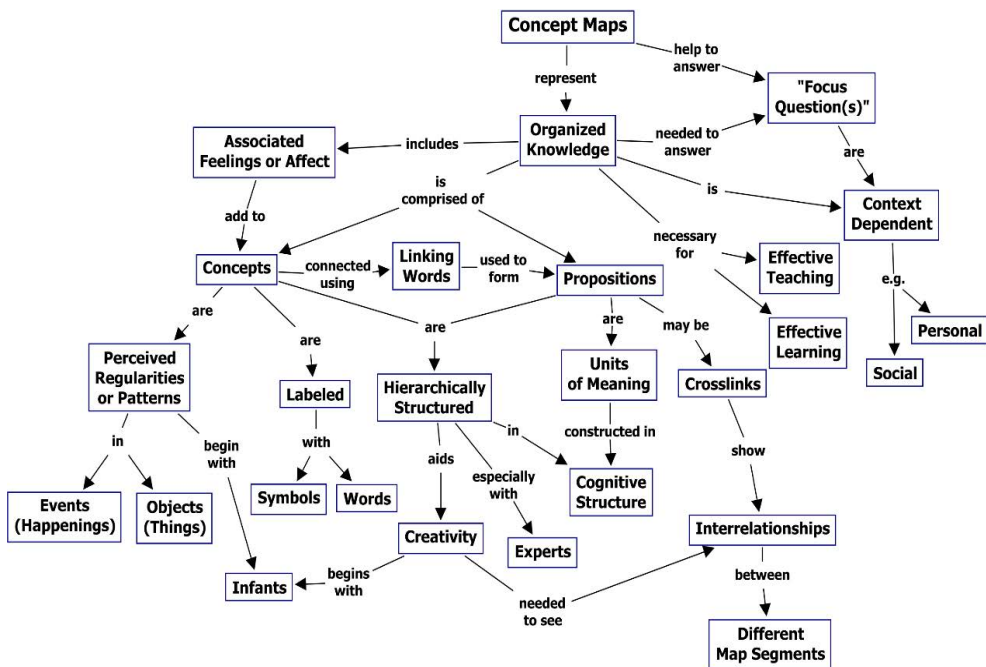 Concept Maps
help to
answer
represent
"Focus
Question(s)"
Associated
Feelings or Affect
includes
Organized
Knowledge
needed to
answer
are
is
comprised of
is
Context
Dependent
add to
necessary
for
Concepts
connected
using
Linking
Words
used to
form
Propositions
Effective
Teaching
e.g.
are
are
are
are
may be
Effective
Learning
Personal
Social
Perceived
Regularities
or Patterns
Labeled
Hierarchically
Structured
Units
of Meaning
Crosslinks
in
begin
with
with
aids
in
especially
with
constructed in
show
Events
(Happenings)
Objects
(Things)
Symbols
Words
Cognitive
Structure
Creativity
Experts
Interrelationships
Infants
begins
with
needed
to see
between
Different
Map Segments